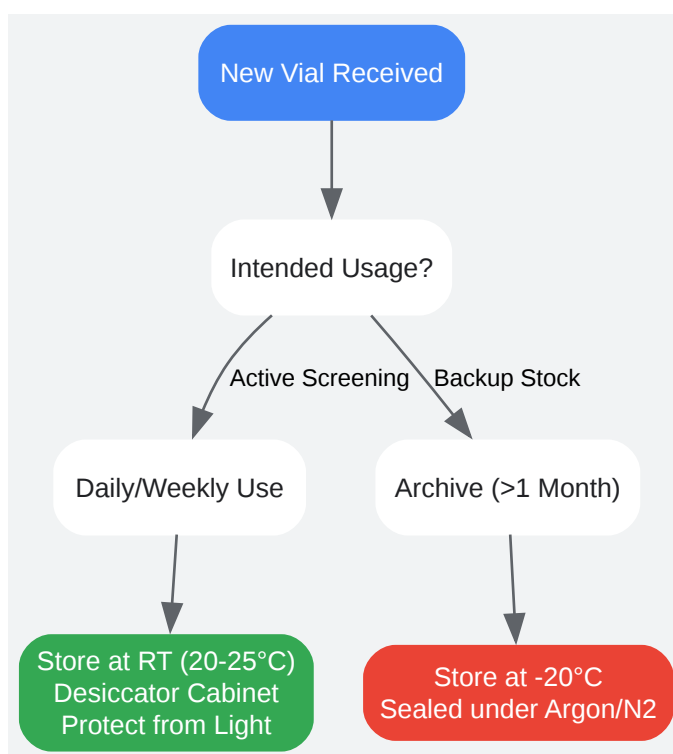 New Vial Received
Intended Usage?
Active Screening
Backup Stock
Daily/Weekly Use
Archive (>1 Month)
Store at RT (20-25°C)
Desiccator Cabinet
Protect from Light
Store at -20°C
Sealed under Argon/N2